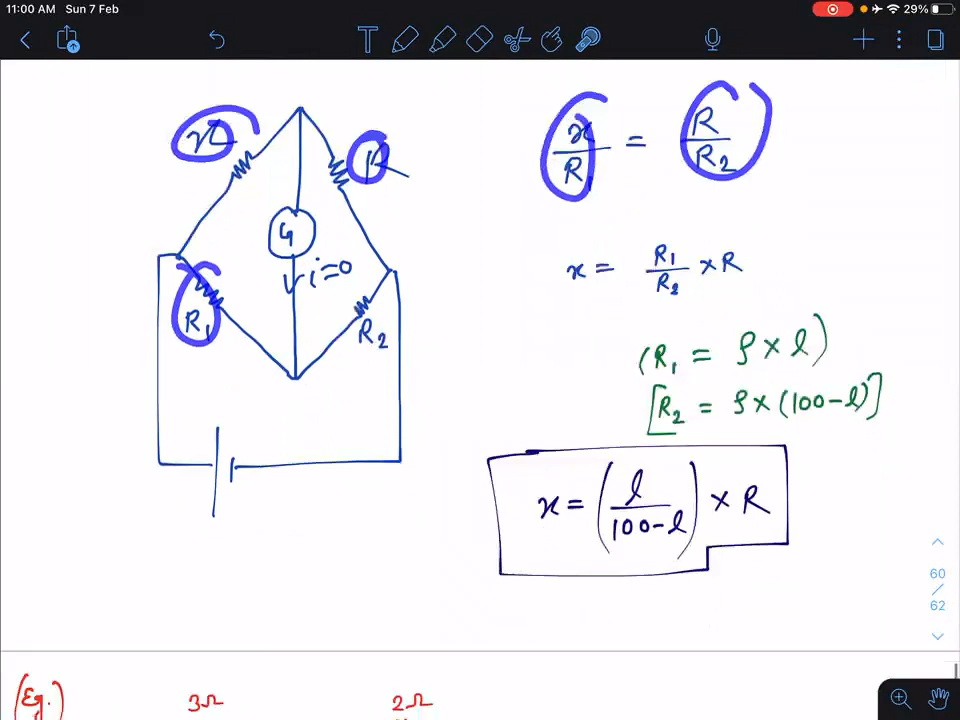 11:00 AM Sun 7 Feb
29%
T
x
R
G
i=0
R₁
R₂
x/R₁ = R/R₂
x = R₁/R₂ × R
(R₁ = ρ × l)
[R₂ = ρ × (100-l)]
x = (l/100-l) × R
60
/
62
(Eg.)
3Ω
2Ω